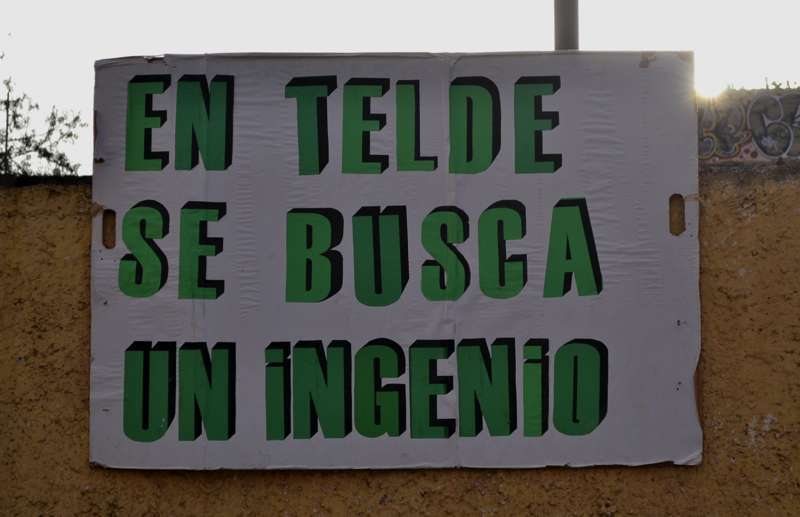 EN TELDE
SE BUSCA
UN iNGENiO